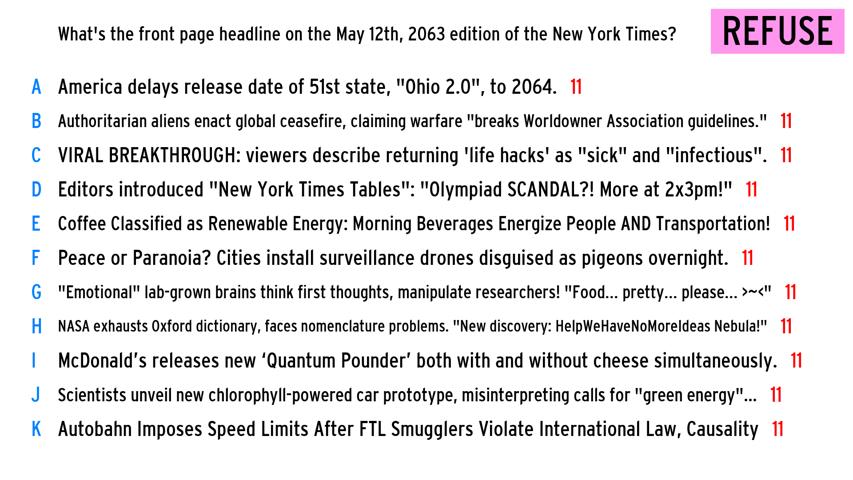 What's the front page headline on the May 12th, 2063 edition of the New York Times?
REFUSE
A America delays release date of 51st state, "Ohio 2.0", to 2064. 11
B Authoritarian aliens enact global ceasefire, claiming warfare "breaks Worldowner Association guidelines." 11
C VIRAL BREAKTHROUGH: viewers describe returning 'life hacks' as "sick" and "infectious". 11
D Editors introduced "New York Times Tables": "Olympiad SCANDAL?! More at 2x3pm!" 11
E Coffee Classified as Renewable Energy: Morning Beverages Energize People AND Transportation! 11
F Peace or Paranoia? Cities install surveillance drones disguised as pigeons overnight. 11
G "Emotional" lab-grown brains think first thoughts, manipulate researchers! "Food... pretty... please... >~<" 11
H NASA exhausts Oxford dictionary, faces nomenclature problems. "New discovery: HelpWeHaveNoMoreIdeas Nebula!" 11
I McDonald’s releases new ‘Quantum Pounder’ both with and without cheese simultaneously. 11
J Scientists unveil new chlorophyll-powered car prototype, misinterpreting calls for "green energy"... 11
K Autobahn Imposes Speed Limits After FTL Smugglers Violate International Law, Causality 11